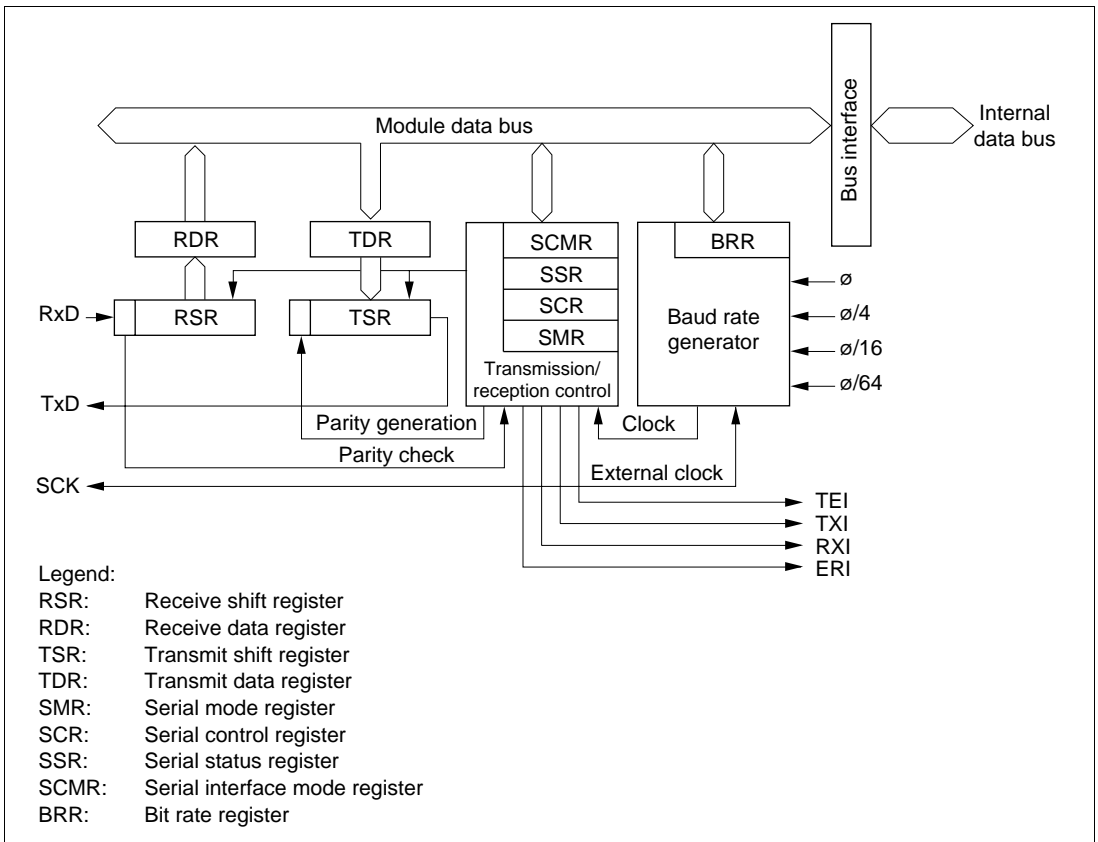 Module data bus
Bus interface
Internal
data bus
RDR
TDR
SCMR
BRR
SSR
ø
RxD
RSR
TSR
SCR
Baud rate
generator
ø/4
SMR
ø/16
Transmission/
reception control
ø/64
TxD
Parity generation
Clock
Parity check
SCK
External clock
TEI
TXI
RXI
ERI
Legend:
RSR: Receive shift register
RDR: Receive data register
TSR: Transmit shift register
TDR: Transmit data register
SMR: Serial mode register
SCR: Serial control register
SSR: Serial status register
SCMR: Serial interface mode register
BRR: Bit rate register